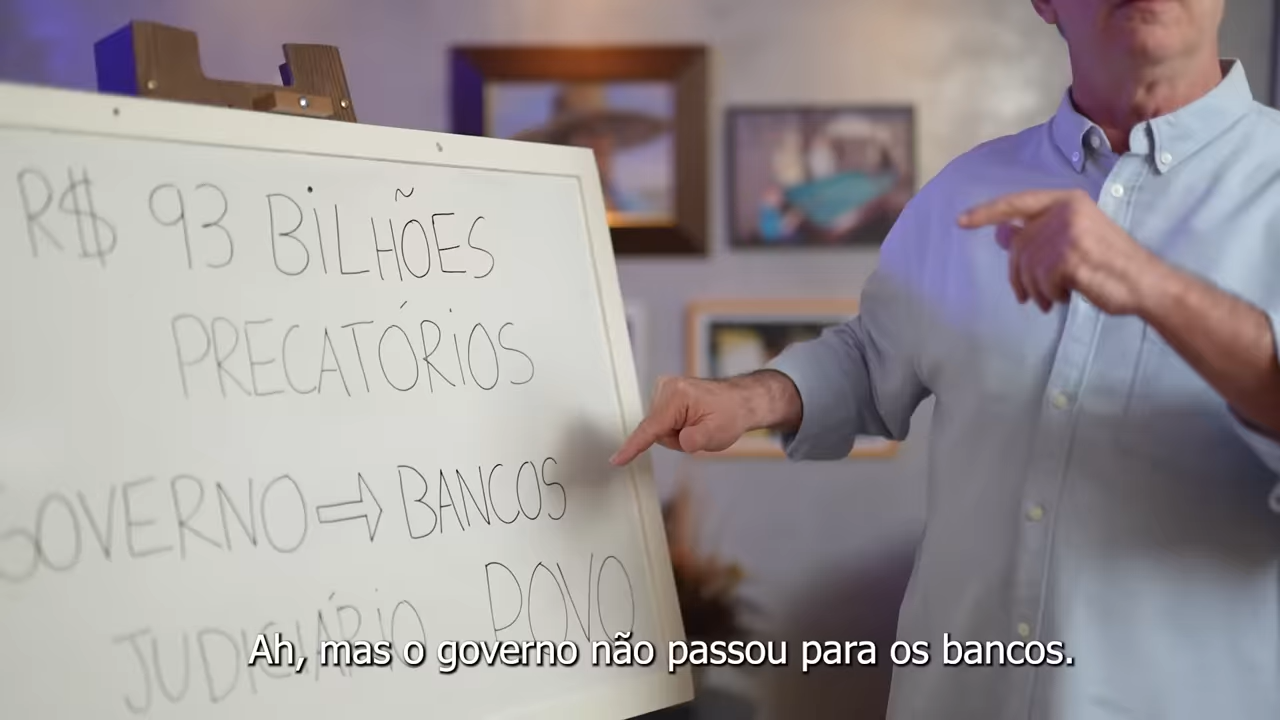 R$ 93 BILHÕES
PRECATÓRIOS
GOVERNO ⇨ BANCOS
JUDICIÁRIO POVO
Ah, mas o governo não passou para os bancos.